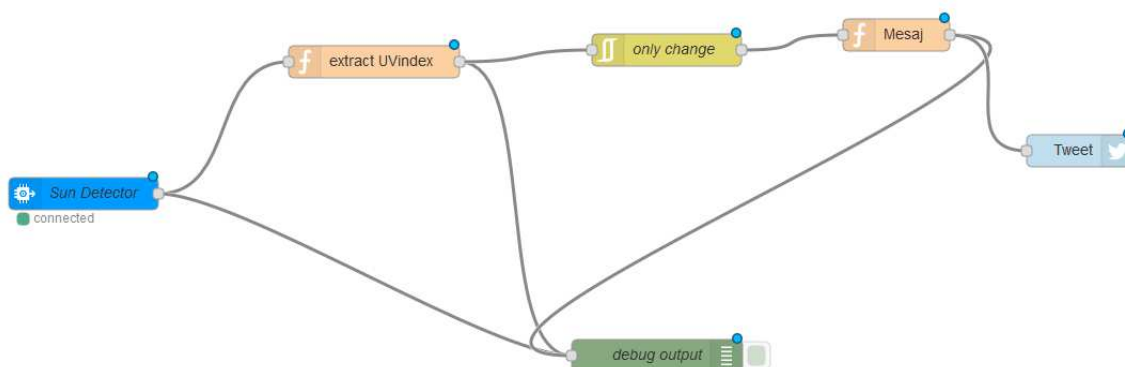 Mesaj
only change
extract UVindex
Tweet
Sun Detector
connected
debug output